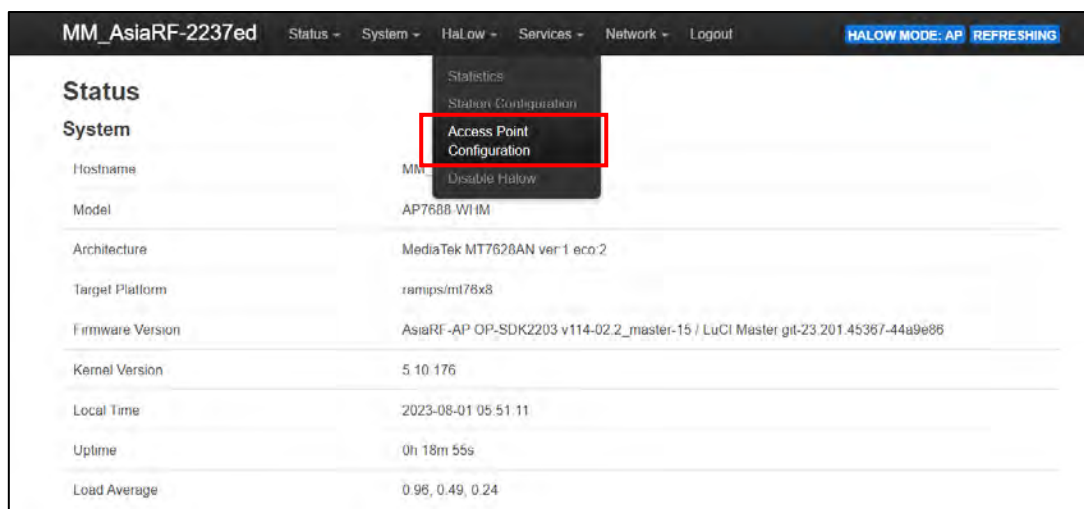 MM_AsiaRF-2237ed Status System HaLow Services Network Logout HALOW MODE: AP REFRESHING
Statistics
Station Configuration
Access Point
Configuration
Disable Halow
Status
System
Hostname MM_
Model AP7688-WHM
Architecture MediaTek MT7628AN ver:1 eco:2
Target Platform ramips/mt76x8
Firmware Version AsiaRF-AP OP-SDK2203 v114-02.2_master-15 / LuCI Master git-23.201.45367-44a9e86
Kernel Version 5.10.176
Local Time 2023-08-01 05:51:11
Uptime 0h 18m 55s
Load Average 0.96, 0.49, 0.24